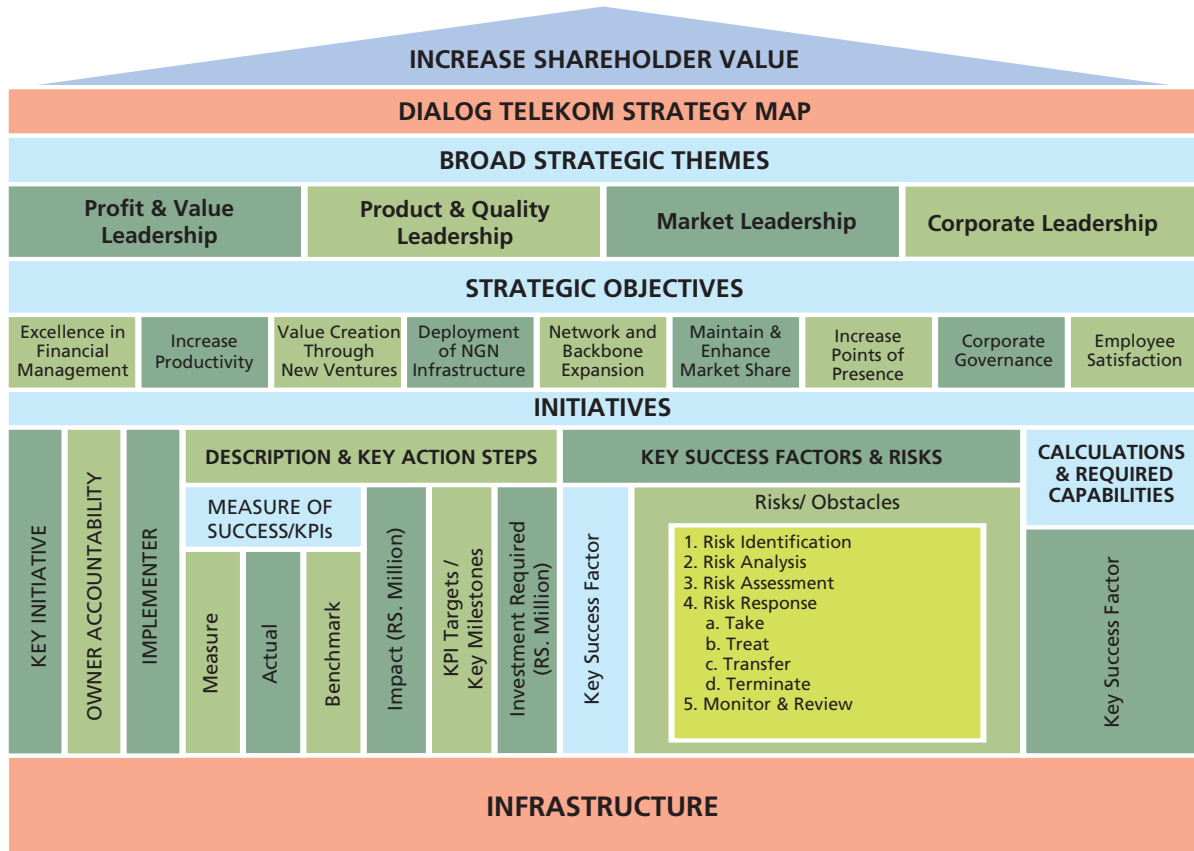 INCREASE SHAREHOLDER VALUE
DIALOG TELEKOM STRATEGY MAP
BROAD STRATEGIC THEMES
Profit & Value
Leadership
Product & Quality
Leadership
Market Leadership
Corporate Leadership
STRATEGIC OBJECTIVES
Excellence in
Financial
Management
Increase
Productivity
Value Creation
Through
New Ventures
Deployment
of NGN
Infrastructure
Network and
Backbone
Expansion
Maintain &
Enhance
Market Share
Increase
Points of
Presence
Corporate
Governance
Employee
Satisfaction
INITIATIVES
KEY INITIATIVE
OWNER ACCOUNTABILITY
IMPLEMENTER
DESCRIPTION & KEY ACTION STEPS
MEASURE OF
SUCCESS/KPIs
Measure
Actual
Benchmark
Impact (RS. Million)
KPI Targets /
Key Milestones
Investment Required
(RS. Million)
KEY SUCCESS FACTORS & RISKS
Key Success Factor
Risks/ Obstacles
1. Risk Identification
2. Risk Analysis
3. Risk Assessment
4. Risk Response
a. Take
b. Treat
c. Transfer
d. Terminate
5. Monitor & Review
CALCULATIONS
& REQUIRED
CAPABILITIES
Key Success Factor
INFRASTRUCTURE